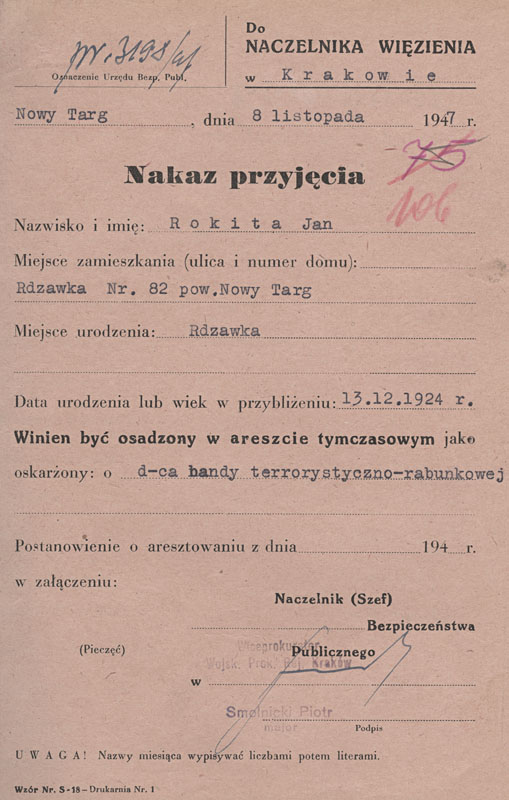 Do
NACZELNIKA WIĘZIENIA
w Krakowie
pr. 3198/47
Oznaczenie Urzędu Bezp. Publ.
Nowy Targ, dnia 8 listopada 1947 r.
75
106
Nakaz przyjęcia
Nazwisko i imię: Rokita Jan
Miejsce zamieszkania (ulica i numer domu):
Rdzawka Nr. 82 pow.Nowy Targ
Miejsce urodzenia: Rdzawka
Data urodzenia lub wiek w przybliżeniu: 13.12.1924 r.
Winien być osadzony w areszcie tymczasowym jako
oskarżony: o d-ca bandy terrorystyczno-rabunkowej
Postanowienie o aresztowaniu z dnia 194 r.
w załączeniu:
Naczelnik (Szef)
Bezpieczeństwa
Wiceprokurator
(Pieczęć) Publicznego
Wojsk. Prok. Rej. Kraków
w
Smolnicki Piotr
major
Podpis
UWAGA! Nazwy miesiąca wypisywać liczbami potem literami.
Wzór Nr. S-18 – Drukarnia Nr. 1